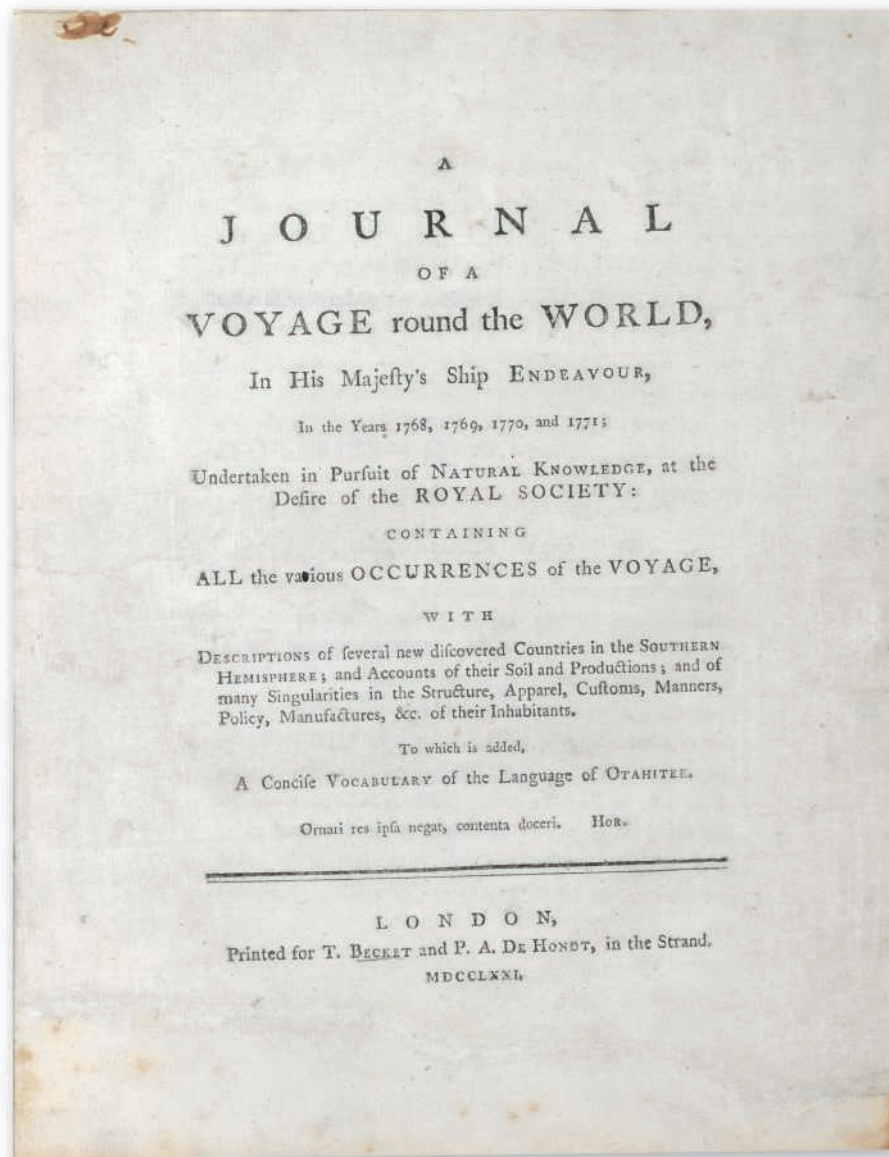 A
JOURNAL
OF A
VOYAGE round the WORLD,
In His Majeſty's Ship ENDEAVOUR,
In the Years 1768, 1769, 1770, and 1771;
Undertaken in Purſuit of NATURAL KNOWLEDGE, at the
Deſire of the ROYAL SOCIETY:
CONTAINING
ALL the various OCCURRENCES of the VOYAGE,
WITH
DESCRIPTIONS of ſeveral new diſcovered Countries in the SOUTHERN
HEMISPHERE; and Accounts of their Soil and Productions; and of
many Singularities in the Structure, Apparel, Cuſtoms, Manners,
Policy, Manufactures, &c. of their Inhabitants.
To which is added,
A Conciſe VOCABULARY of the Language of OTAHITEE.
Ornari res ipſa negat, contenta doceri. HOR.
LONDON,
Printed for T. BECKET and P. A. DE HONDT, in the Strand.
MDCCLXXI.